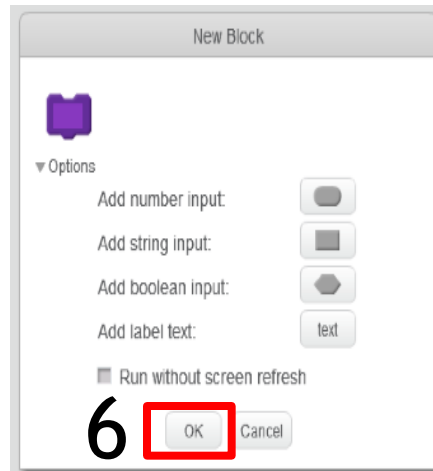 New Block
▼ Options
Add number input:
Add string input:
Add boolean input:
Add label text: text
Run without screen refresh
6 OK Cancel